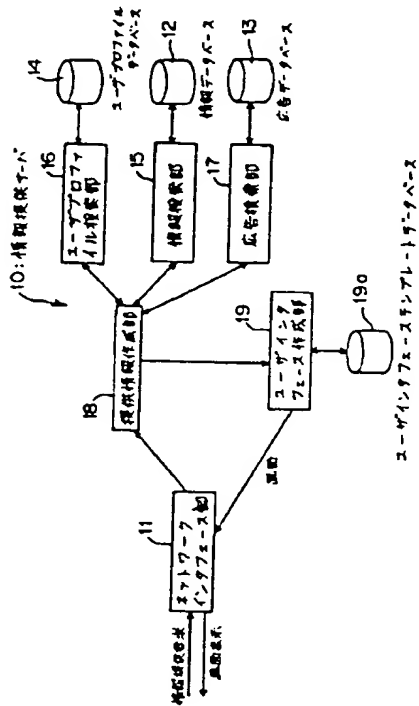 10:情報提供サーバ
情報提供要求
画面表示
11
ネットワーク
インタフェース部
18
提供情報作成部
画面
16
ユーザプロフィ
イル検索部
14
ユーザプロファイル
データベース
15
情報検索部
12
情報データベース
17
広告検索部
13
広告データベース
19
ユーザインタ
フェース作成部
19a
ユーザインタフェーステンプレートデータベース